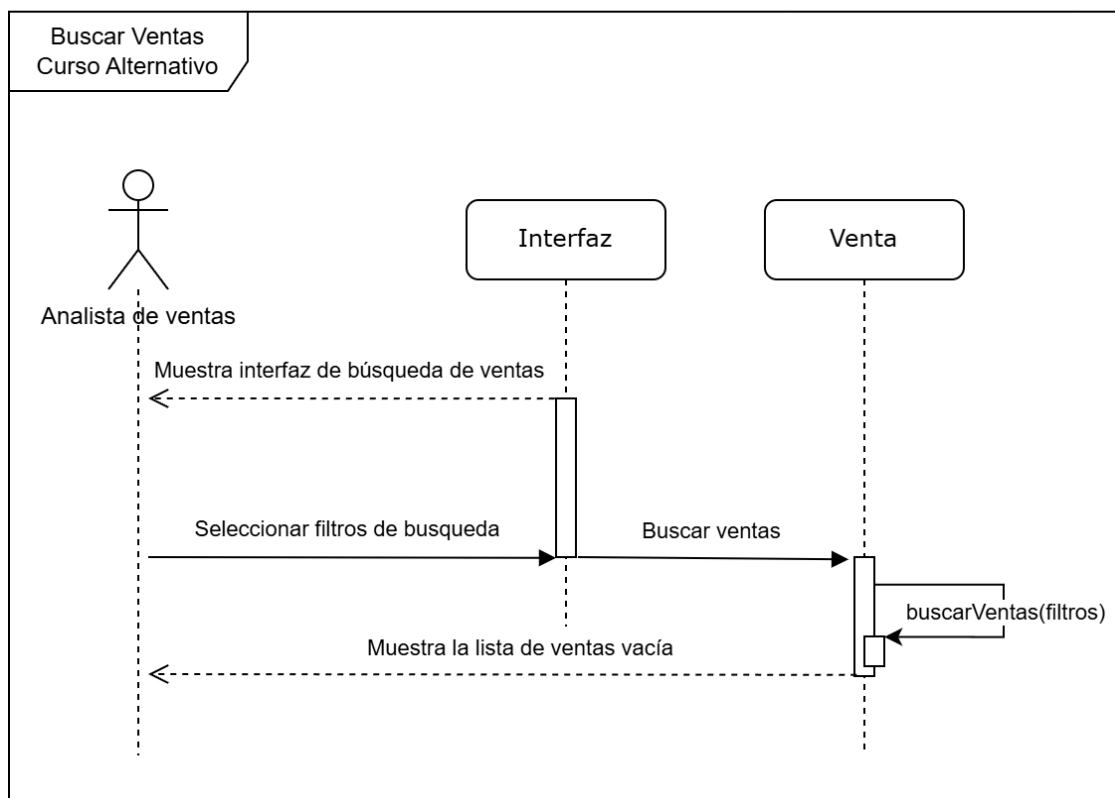 Buscar Ventas
Curso Alternativo
Interfaz
Venta
Analista de ventas
Muestra interfaz de búsqueda de ventas
Seleccionar filtros de busqueda
Buscar ventas
buscarVentas(filtros)
Muestra la lista de ventas vacía